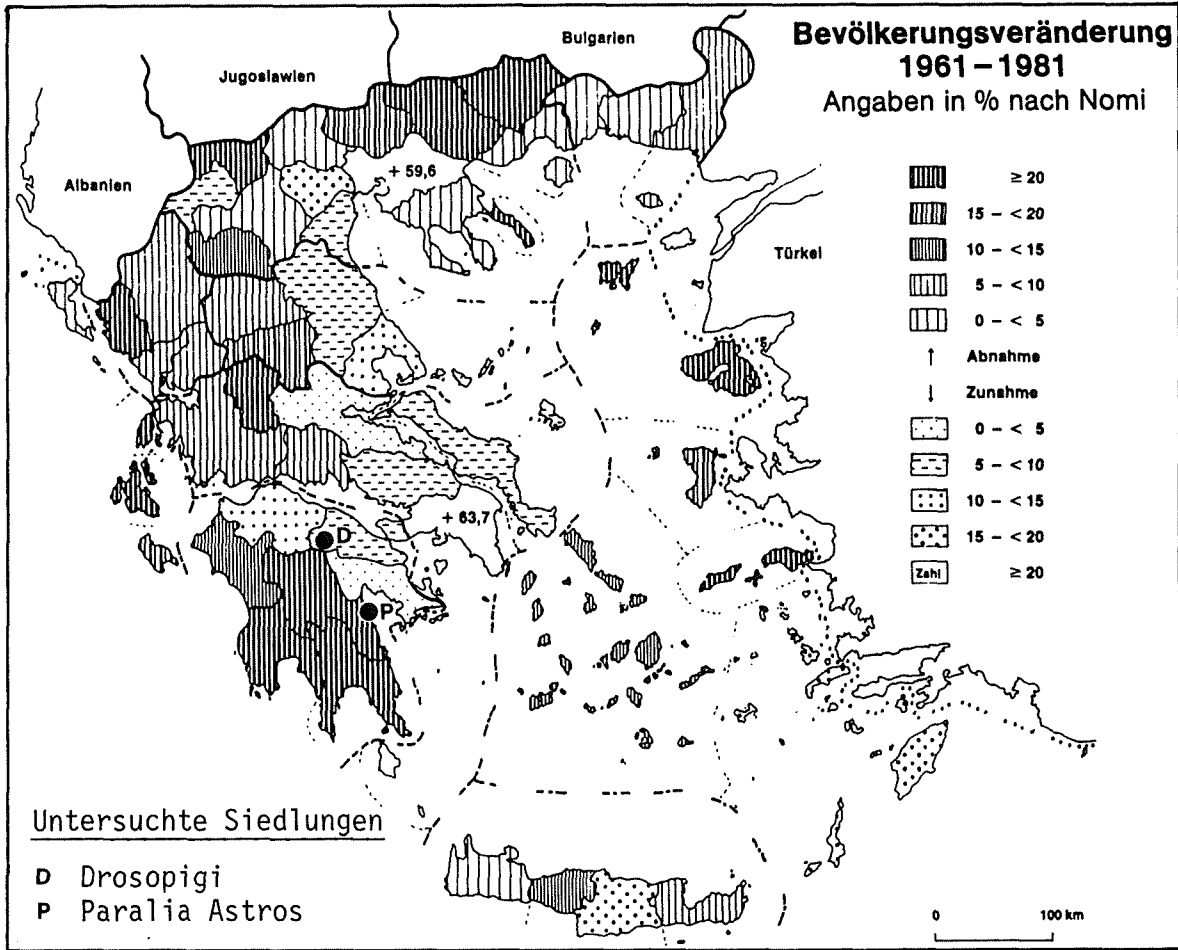 Bevölkerungsveränderung
1961–1981
Angaben in % nach Nomi
Bulgarien
Jugoslawien
Albanien
Türkei
+ 59,6
+ 63,7
D
P
≥ 20
15 – < 20
10 – < 15
5 – < 10
0 – < 5
↑ Abnahme
↓ Zunahme
0 – < 5
5 – < 10
10 – < 15
15 – < 20
Zahl ≥ 20
Untersuchte Siedlungen
D Drosopigi
P Paralia Astros
0 100 km